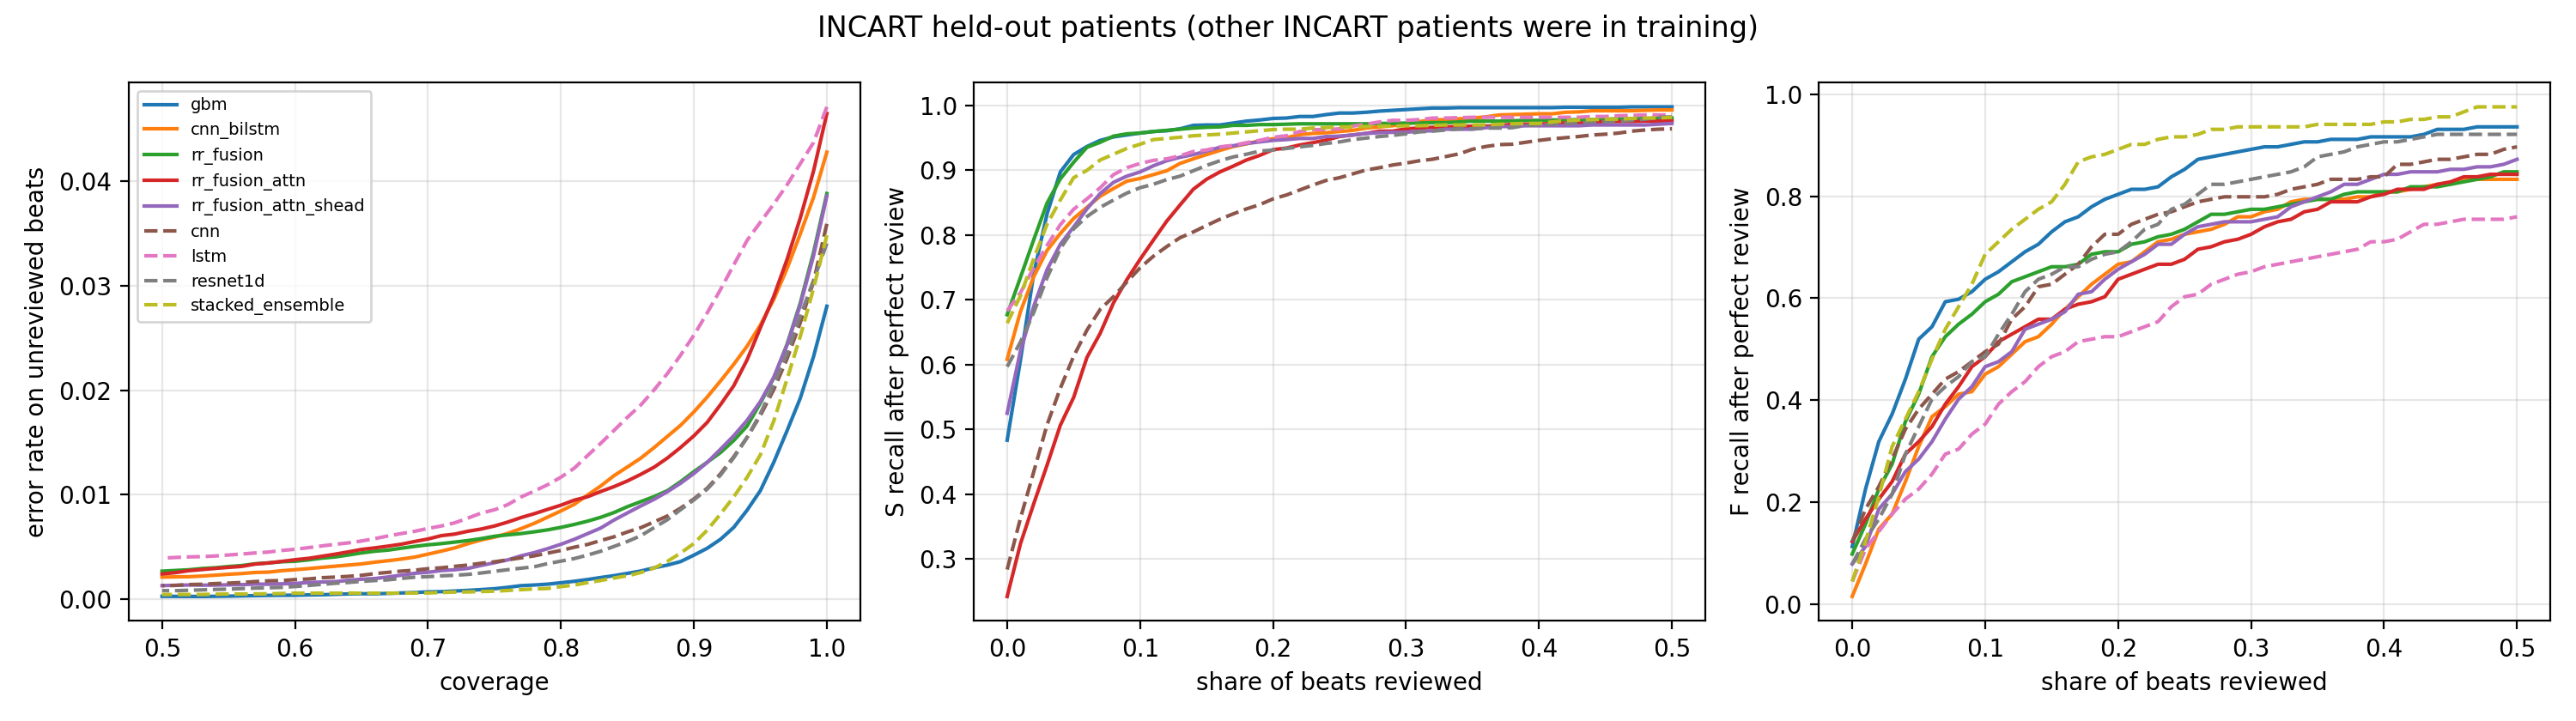 INCART held-out patients (other INCART patients were in training)
error rate on unreviewed beats
0.04
0.03
0.02
0.01
0.00
gbm
cnn_bilstm
rr_fusion
rr_fusion_attn
rr_fusion_attn_shead
cnn
lstm
resnet1d
stacked_ensemble
0.5 0.6 0.7 0.8 0.9 1.0
coverage
S recall after perfect review
1.0
0.9
0.8
0.7
0.6
0.5
0.4
0.3
0.0 0.1 0.2 0.3 0.4 0.5
share of beats reviewed
F recall after perfect review
1.0
0.8
0.6
0.4
0.2
0.0
0.0 0.1 0.2 0.3 0.4 0.5
share of beats reviewed